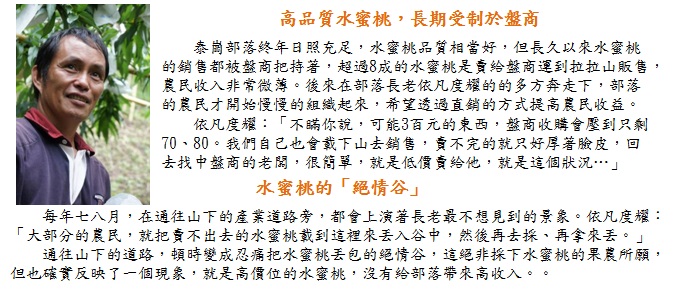 高品質水蜜桃，長期受制於盤商
泰崗部落終年日照充足，水蜜桃品質相當好，但長久以來水蜜桃
的銷售都被盤商把持著，超過8成的水蜜桃是賣給盤商運到拉拉山販售，
農民收入非常微薄。後來在部落長老依凡度耀的的多方奔走下，部落
的農民才開始慢慢的組織起來，希望透過直銷的方式提高農民收益。
依凡度耀：「不瞞你說，可能3百元的東西，盤商收購會壓到只剩
70、80。我們自己也會載下山去銷售，賣不完的就只好厚著臉皮，回
去找中盤商的老闆，很簡單，就是低價賣給他，就是這個狀況…」
水蜜桃的「絕情谷」
每年七八月，在通往山下的產業道路旁，都會上演著長老最不想見到的景象。依凡度耀：
「大部分的農民，就把賣不出去的水蜜桃載到這裡來丟入谷中，然後再去採、再拿來丟。」
通往山下的道路，頓時變成忍痛把水蜜桃丟包的絕情谷，這絕非採下水蜜桃的果農所願，
但也確實反映了一個現象，就是高價位的水蜜桃，沒有給部落帶來高收入。。